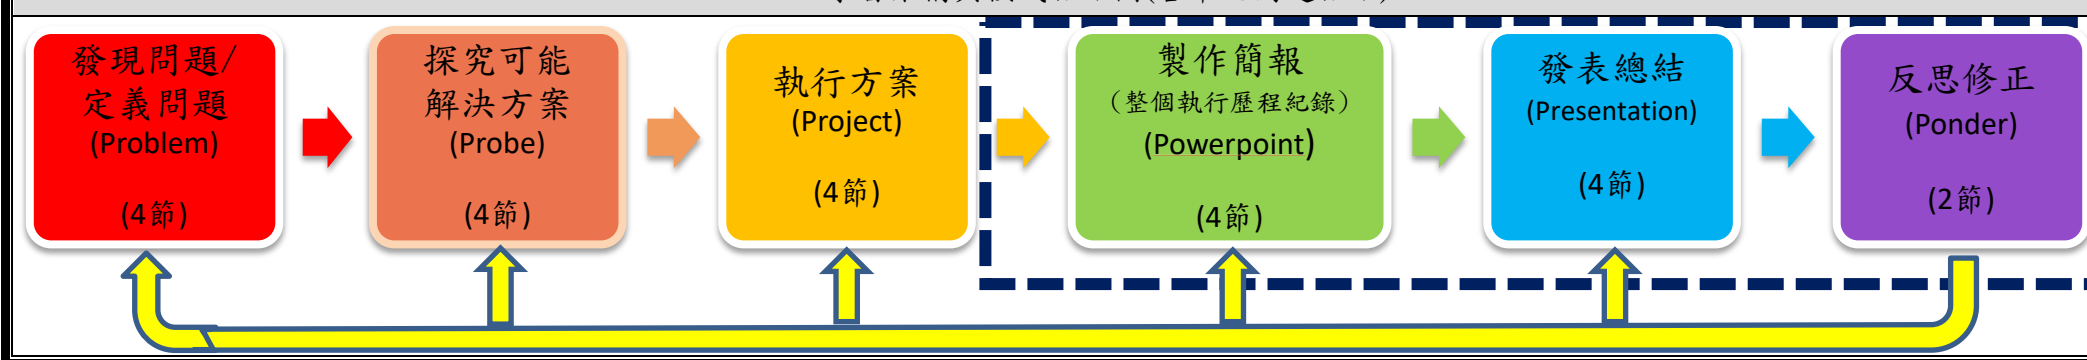 發現問題/
定義問題
(Problem)
(4節)
探究可能
解決方案
(Probe)
(4節)
執行方案
(Project)
(4節)
製作簡報
（整個執行歷程紀錄）
(Powerpoint)
(4節)
發表總結
(Presentation)
(4節)
反思修正
(Ponder)
(2節)